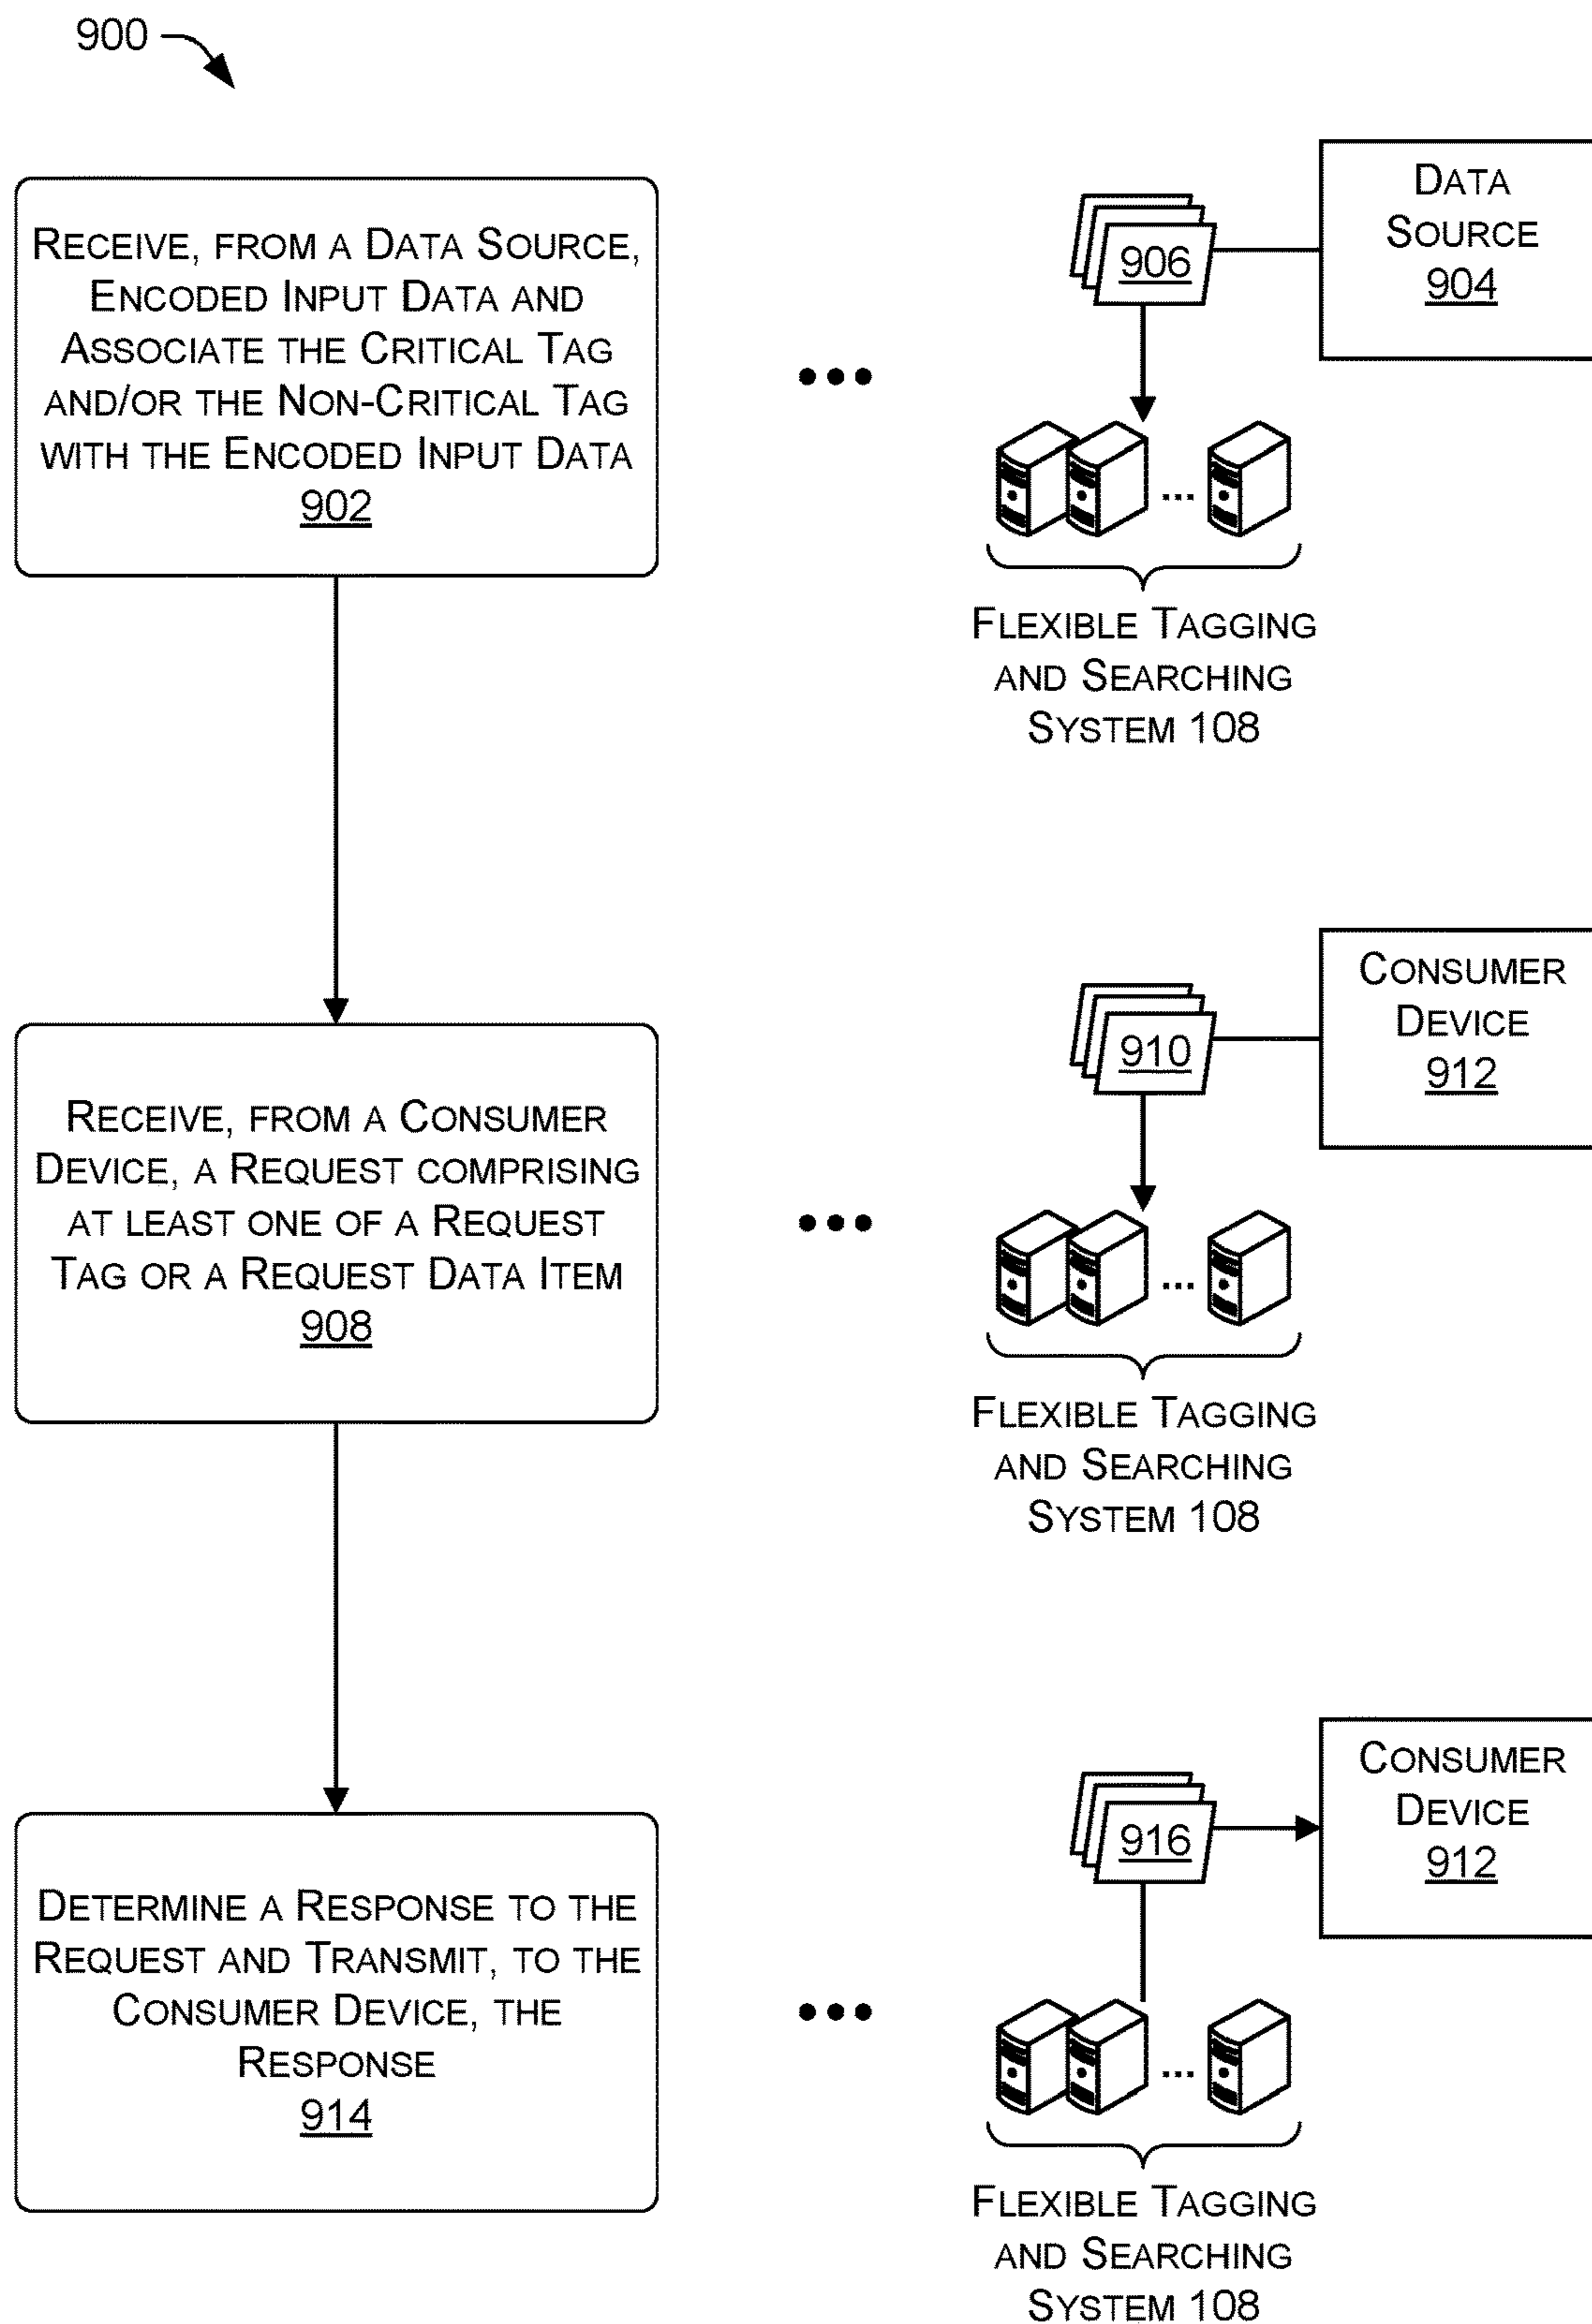 900
RECEIVE, FROM A DATA SOURCE,
ENCODED INPUT DATA AND
ASSOCIATE THE CRITICAL TAG
AND/OR THE NON-CRITICAL TAG
WITH THE ENCODED INPUT DATA
902
906
DATA
SOURCE
904
...
...
FLEXIBLE TAGGING
AND SEARCHING
SYSTEM 108
RECEIVE, FROM A CONSUMER
DEVICE, A REQUEST COMPRISING
AT LEAST ONE OF A REQUEST
TAG OR A REQUEST DATA ITEM
908
910
CONSUMER
DEVICE
912
...
...
FLEXIBLE TAGGING
AND SEARCHING
SYSTEM 108
DETERMINE A RESPONSE TO THE
REQUEST AND TRANSMIT, TO THE
CONSUMER DEVICE, THE
RESPONSE
914
916
CONSUMER
DEVICE
912
...
...
FLEXIBLE TAGGING
AND SEARCHING
SYSTEM 108